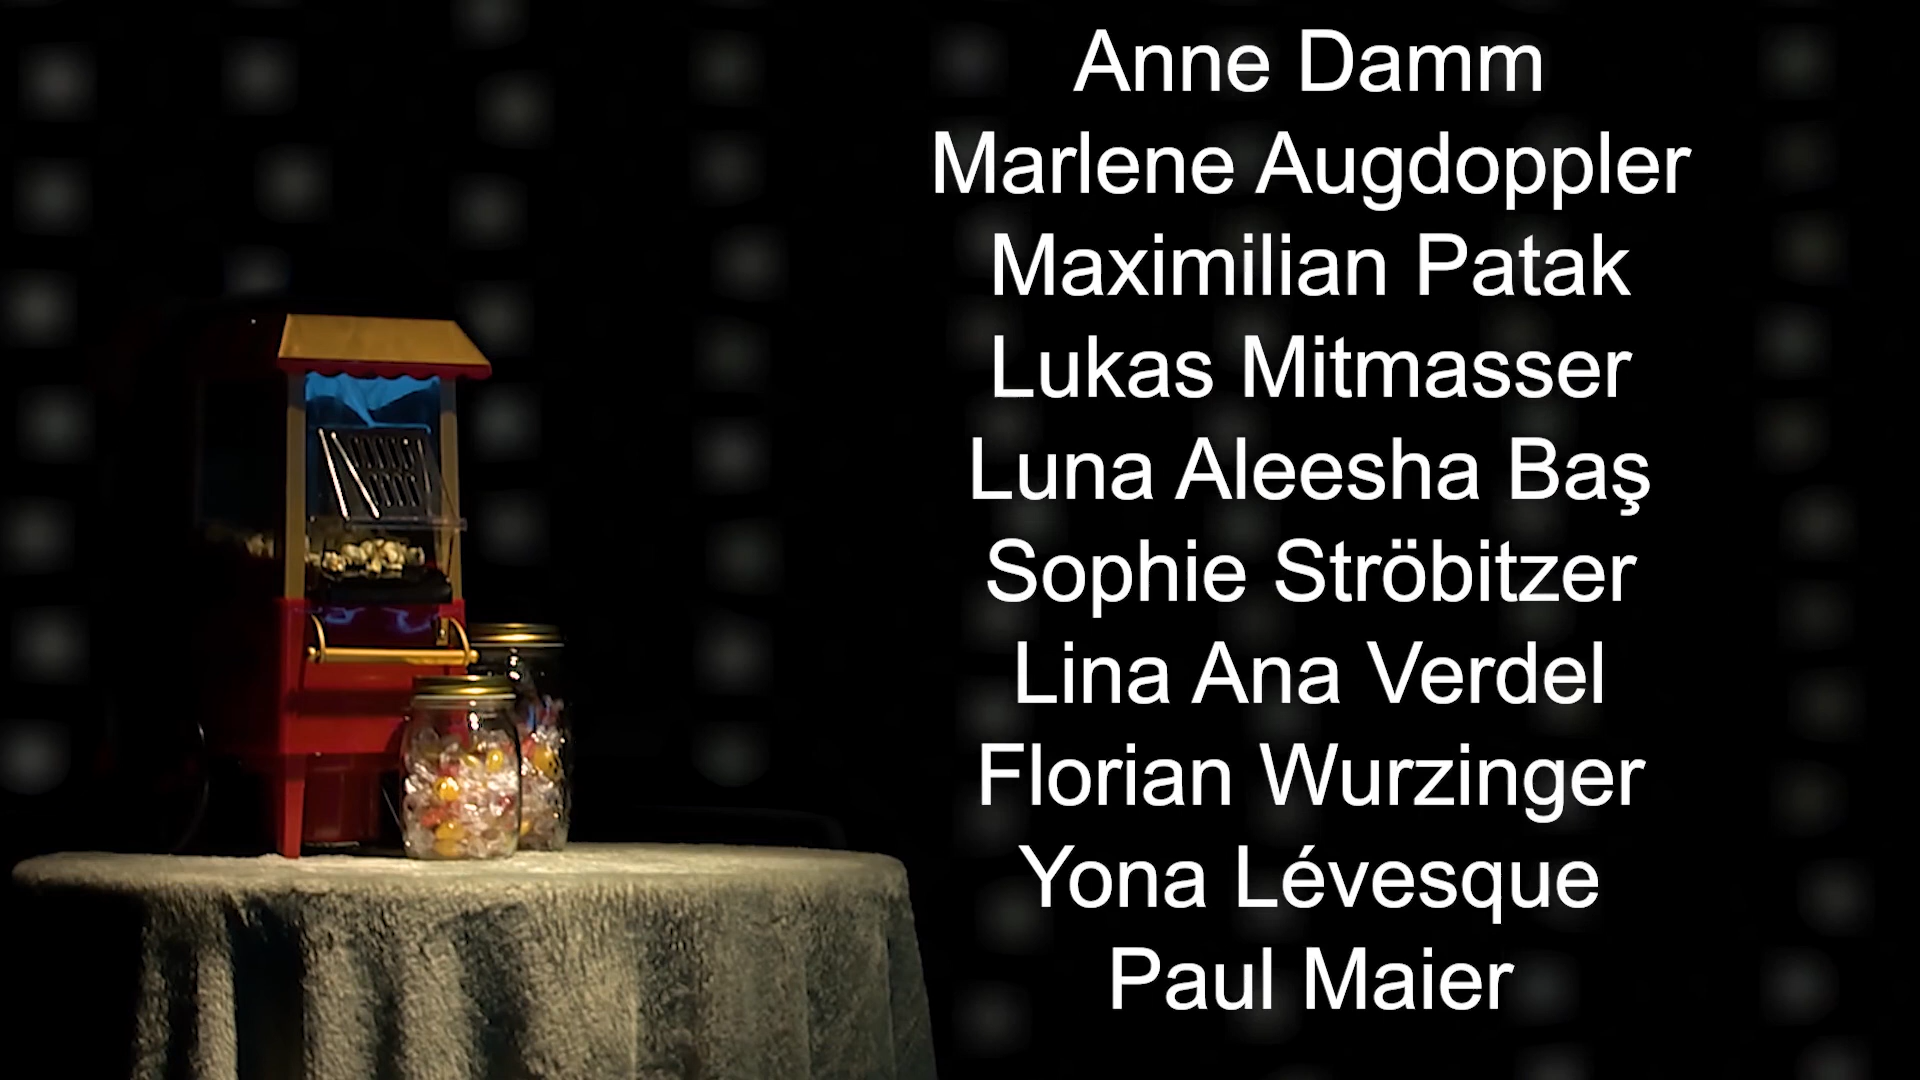 Anne Damm
Marlene Augdoppler
Maximilian Patak
Lukas Mitmasser
Luna Aleesha Baş
Sophie Ströbitzer
Lina Ana Verdel
Florian Wurzinger
Yona Lévesque
Paul Maier